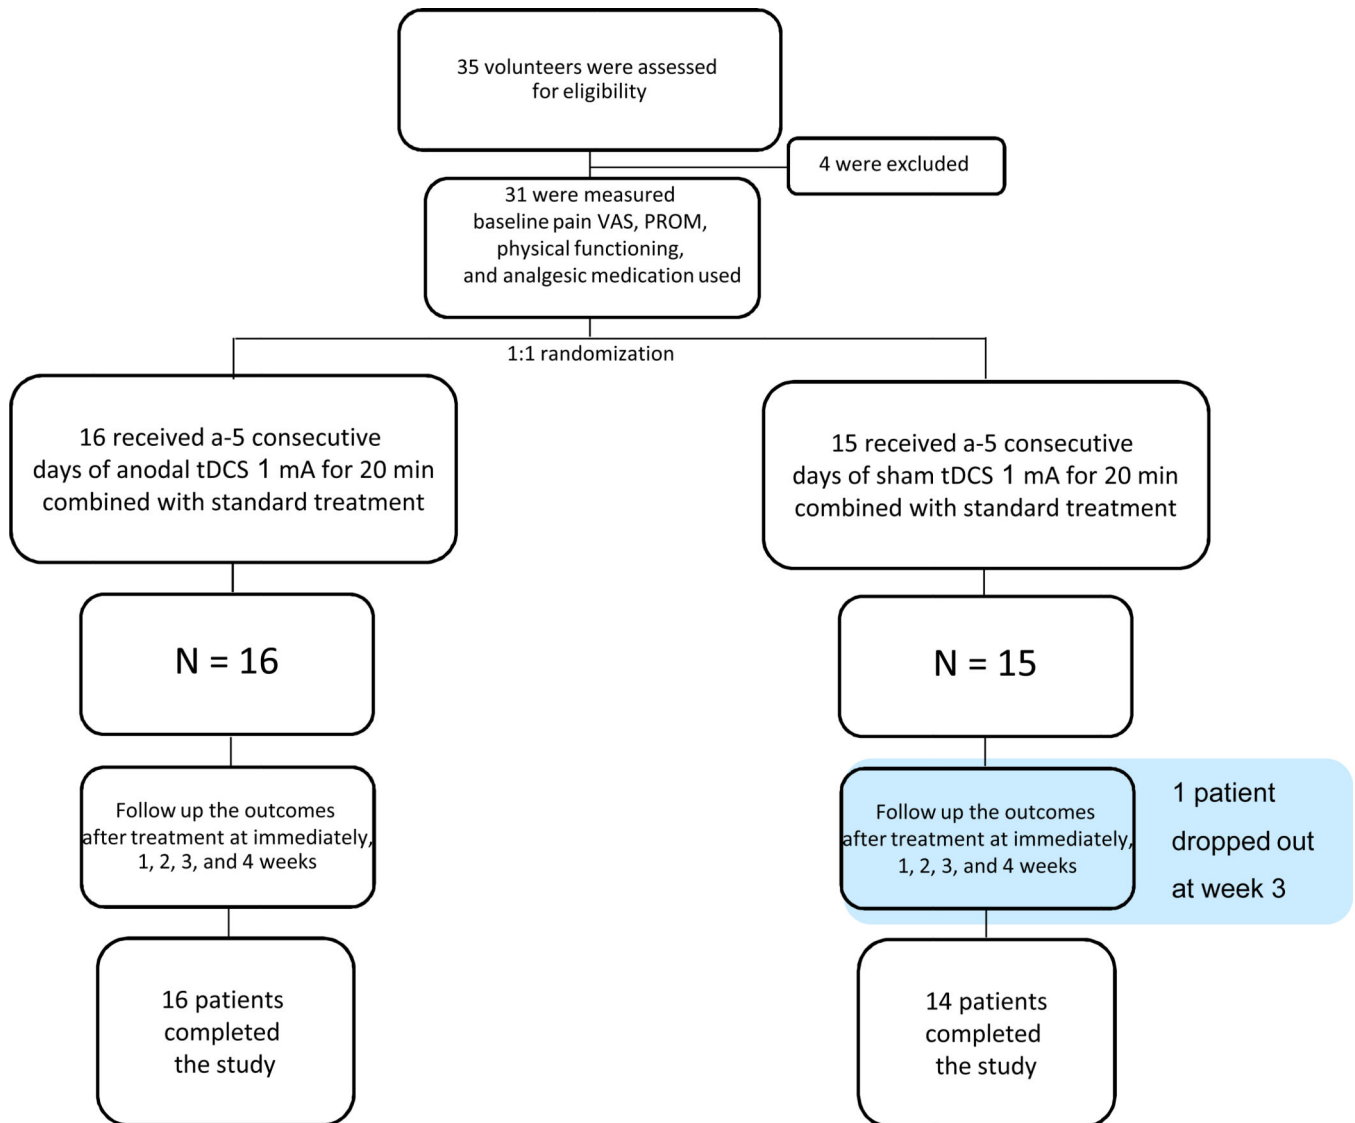 35 volunteers were assessed
for eligibility
4 were excluded
31 were measured
baseline pain VAS, PROM,
physical functioning,
and analgesic medication used
1:1 randomization
16 received a-5 consecutive
days of anodal tDCS 1 mA for 20 min
combined with standard treatment
15 received a-5 consecutive
days of sham tDCS 1 mA for 20 min
combined with standard treatment
N = 16
N = 15
Follow up the outcomes
after treatment at immediately,
1, 2, 3, and 4 weeks
Follow up the outcomes
after treatment at immediately,
1, 2, 3, and 4 weeks
1 patient
dropped out
at week 3
16 patients
completed
the study
14 patients
completed
the study